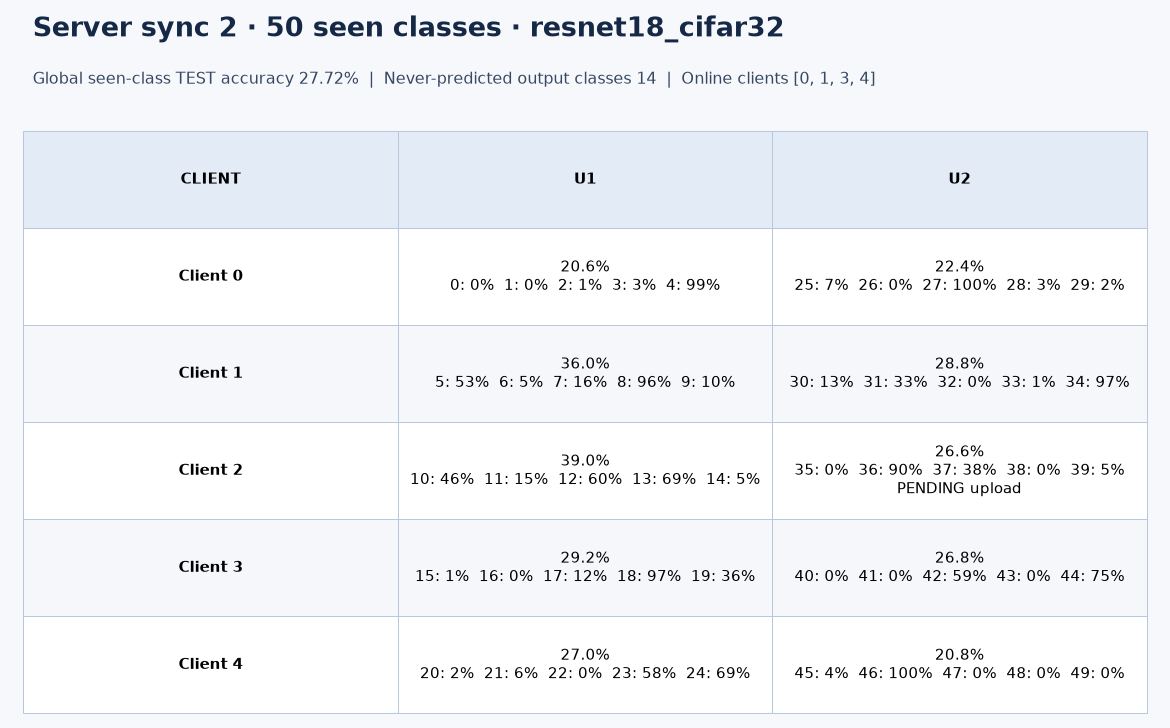 Server sync 2 · 50 seen classes · resnet18_cifar32
Global seen-class TEST accuracy 27.72% | Never-predicted output classes 14 | Online clients [0, 1, 3, 4]
CLIENT U1 U2
Client 0
20.6%
0: 0% 1: 0% 2: 1% 3: 3% 4: 99%
22.4%
25: 7% 26: 0% 27: 100% 28: 3% 29: 2%
Client 1
36.0%
5: 53% 6: 5% 7: 16% 8: 96% 9: 10%
28.8%
30: 13% 31: 33% 32: 0% 33: 1% 34: 97%
Client 2
39.0%
10: 46% 11: 15% 12: 60% 13: 69% 14: 5%
26.6%
35: 0% 36: 90% 37: 38% 38: 0% 39: 5%
PENDING upload
Client 3
29.2%
15: 1% 16: 0% 17: 12% 18: 97% 19: 36%
26.8%
40: 0% 41: 0% 42: 59% 43: 0% 44: 75%
Client 4
27.0%
20: 2% 21: 6% 22: 0% 23: 58% 24: 69%
20.8%
45: 4% 46: 100% 47: 0% 48: 0% 49: 0%